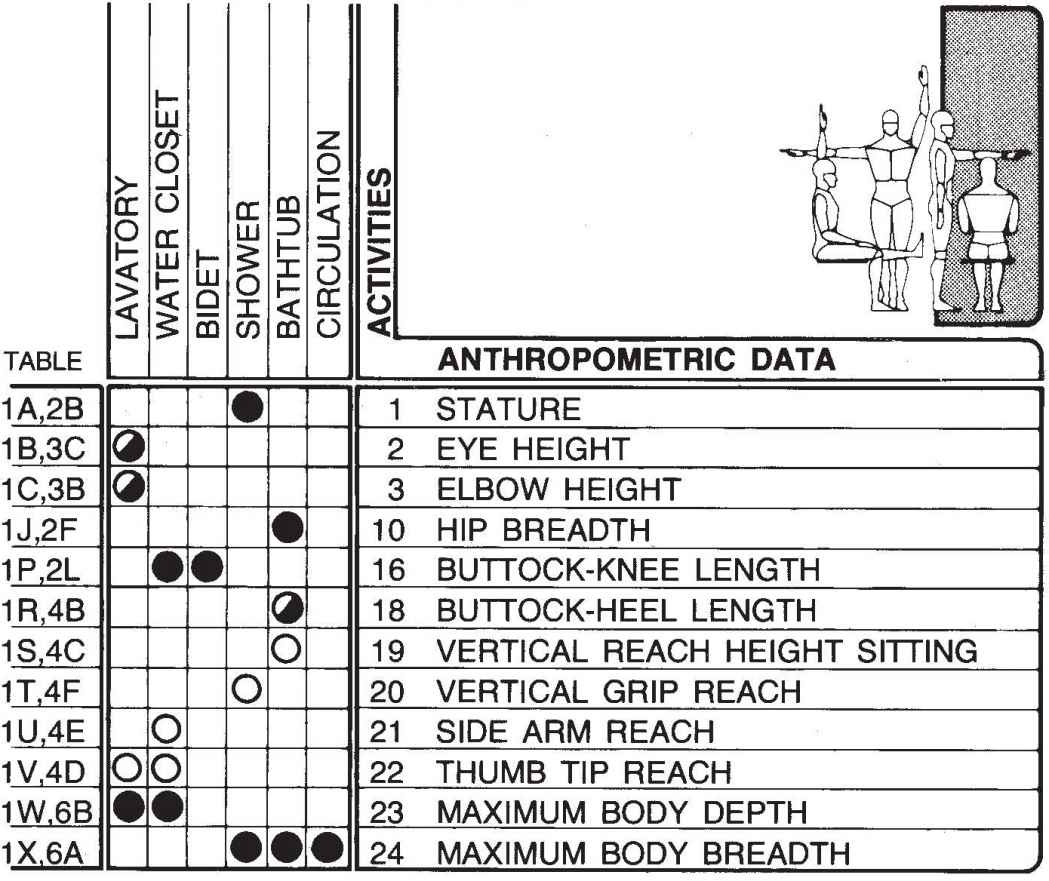 LAVATORY
WATER CLOSET
BIDET
SHOWER
BATHTUB
CIRCULATION
ACTIVITIES
TABLE ANTHROPOMETRIC DATA
1A,2B 1 STATURE
1B,3C 2 EYE HEIGHT
1C,3B 3 ELBOW HEIGHT
1J,2F 10 HIP BREADTH
1P,2L 16 BUTTOCK-KNEE LENGTH
1R,4B 18 BUTTOCK-HEEL LENGTH
1S,4C 19 VERTICAL REACH HEIGHT SITTING
1T,4F 20 VERTICAL GRIP REACH
1U,4E 21 SIDE ARM REACH
1V,4D 22 THUMB TIP REACH
1W,6B 23 MAXIMUM BODY DEPTH
1X,6A 24 MAXIMUM BODY BREADTH